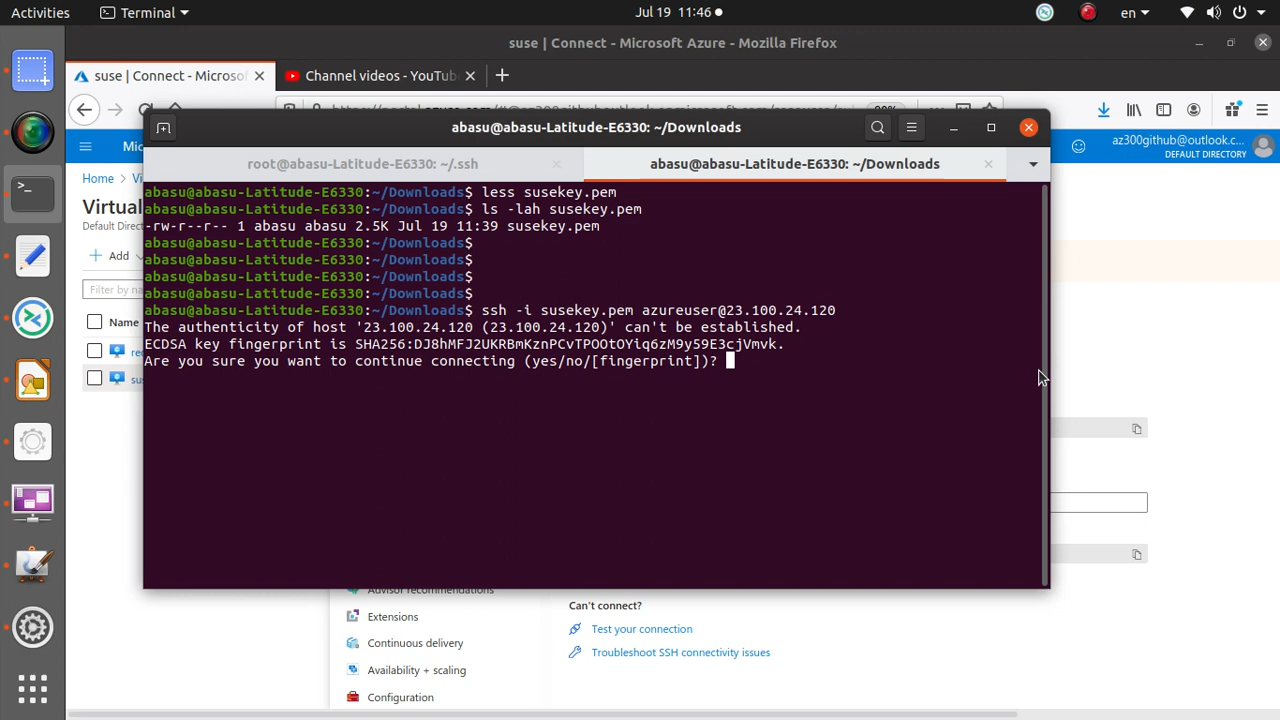 Activities
Terminal
Jul 19 11:46
en
suse | Connect - Microsoft Azure - Mozilla Firefox
suse | Connect - Microsof
Channel videos - YouTub
abasu@abasu-Latitude-E6330: ~/Downloads
root@abasu-Latitude-E6330: ~/.ssh
abasu@abasu-Latitude-E6330: ~/Downloads
az300github@outlook.c...
DEFAULT DIRECTORY
Home
Virtual
Default Direc
Add
Filter by na
Name
abasu@abasu-Latitude-E6330:~/Downloads$ less susekey.pem
abasu@abasu-Latitude-E6330:~/Downloads$ ls -lah susekey.pem
-rw-r--r-- 1 abasu abasu 2.5K Jul 19 11:39 susekey.pem
abasu@abasu-Latitude-E6330:~/Downloads$
abasu@abasu-Latitude-E6330:~/Downloads$
abasu@abasu-Latitude-E6330:~/Downloads$
abasu@abasu-Latitude-E6330:~/Downloads$
abasu@abasu-Latitude-E6330:~/Downloads$ ssh -i susekey.pem azureuser@23.100.24.120
The authenticity of host '23.100.24.120 (23.100.24.120)' can't be established.
ECDSA key fingerprint is SHA256:DJ8hMFJ2UKRBmKznPCvTPOOtOYiq6zM9y59E3cjVmvk.
Are you sure you want to continue connecting (yes/no/[fingerprint])?
Advisor recommendations
Extensions
Continuous delivery
Availability + scaling
Configuration
Can't connect?
Test your connection
Troubleshoot SSH connectivity issues